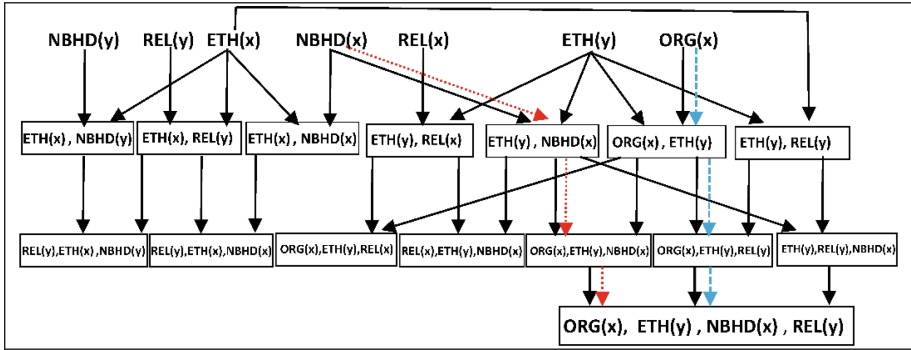 NBHD(y) REL(y) ETH(x) NBHD(x) REL(x) ETH(y) ORG(x)
ETH(x) , NBHD(y) ETH(x) , REL(y) ETH(x) , NBHD(x) ETH(y) , REL(x) ETH(y) , NBHD(x) ORG(x) , ETH(y) ETH(y) , REL(y)
REL(y),ETH(x) ,NBHD(y) REL(y),ETH(x),NBHD(x) ORG(x),ETH(y),REL(x) REL(x),ETH(y),NBHD(x) ORG(x),ETH(y),NBHD(x) ORG(x),ETH(y),REL(y) ETH(y),REL(y),NBHD(x)
ORG(x), ETH(y) , NBHD(x) , REL(y)